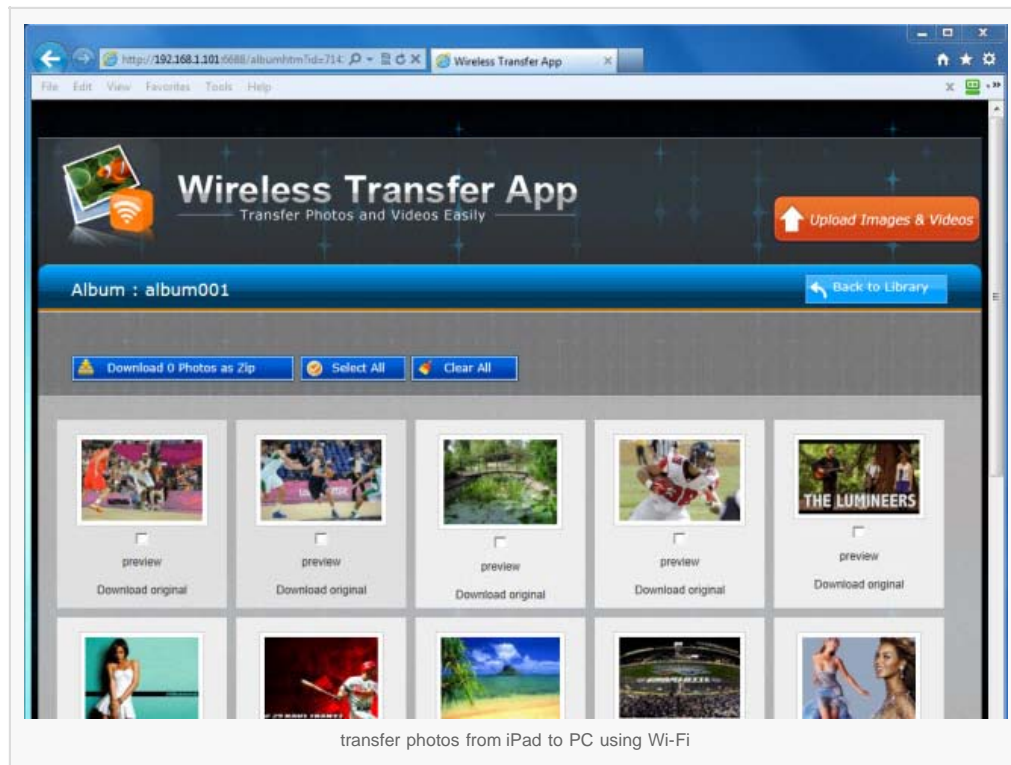 http://192.168.1.101:6688/albumhtm?id=714:
Wireless Transfer App
File Edit View Favorites Tools Help
Wireless Transfer App
Transfer Photos and Videos Easily
Upload Images & Videos
Album : album001
Back to Library
Download 0 Photos as Zip
Select All
Clear All
THE LUMINEERS
preview
preview
preview
preview
preview
Download original
Download original
Download original
Download original
Download original
transfer photos from iPad to PC using Wi-Fi